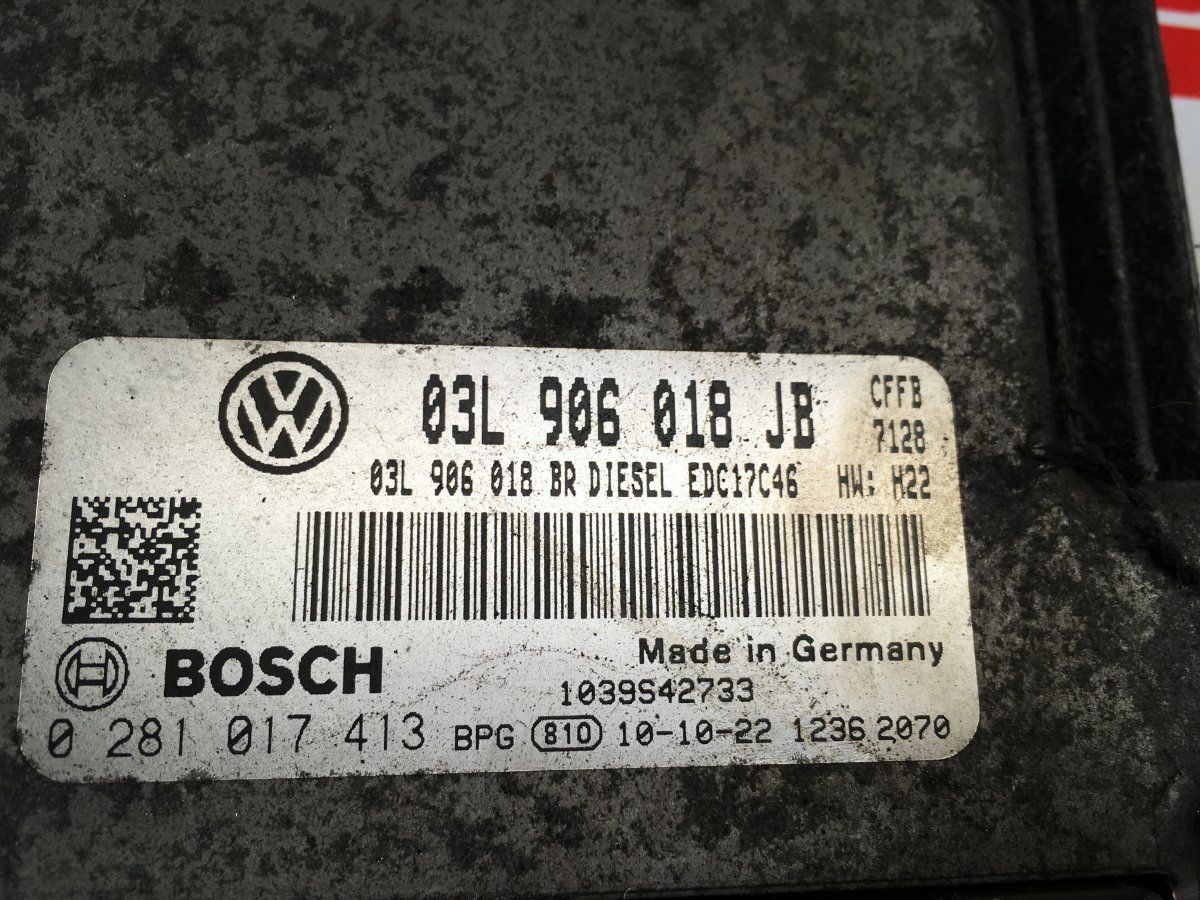 03L 906 018 JB CFFB
7128
03L 906 018 BR DIESEL EDC17C46 HW: H22
Made in Germany
BOSCH
1039S42733
0 281 017 413 BPG 810 10-10-22 1236 2070